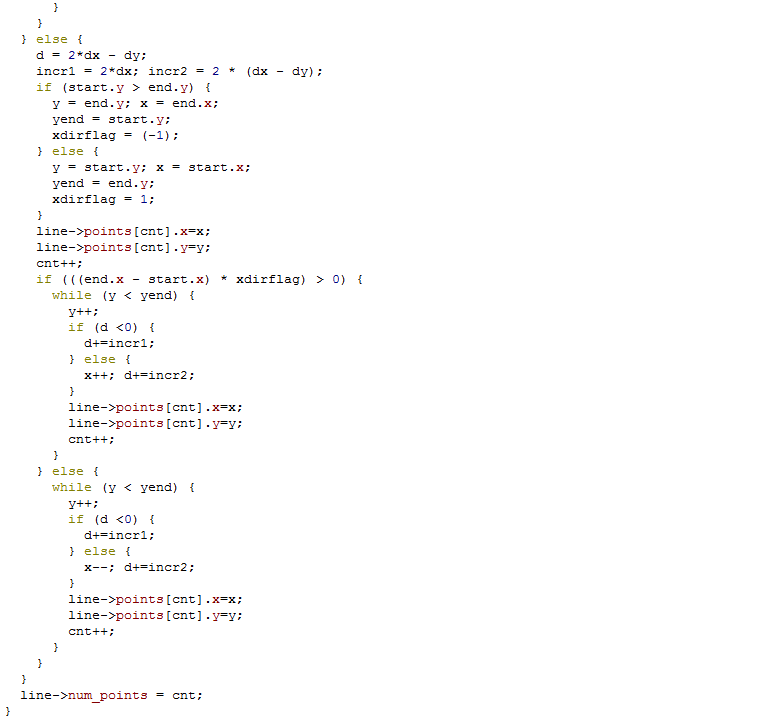 }
    }
  } else {
    d = 2*dx - dy;
    incr1 = 2*dx; incr2 = 2 * (dx - dy);
    if (start.y > end.y) {
      y = end.y; x = end.x;
      yend = start.y;
      xdirflag = (-1);
    } else {
      y = start.y; x = start.x;
      yend = end.y;
      xdirflag = 1;
    }
    line->points[cnt].x=x;
    line->points[cnt].y=y;
    cnt++;
    if (((end.x - start.x) * xdirflag) > 0) {
      while (y < yend) {
        y++;
        if (d <0) {
          d+=incr1;
        } else {
          x++; d+=incr2;
        }
        line->points[cnt].x=x;
        line->points[cnt].y=y;
        cnt++;
      }
    } else {
      while (y < yend) {
        y++;
        if (d <0) {
          d+=incr1;
        } else {
          x--; d+=incr2;
        }
        line->points[cnt].x=x;
        line->points[cnt].y=y;
        cnt++;
      }
    }
  }
  line->num_points = cnt;
}